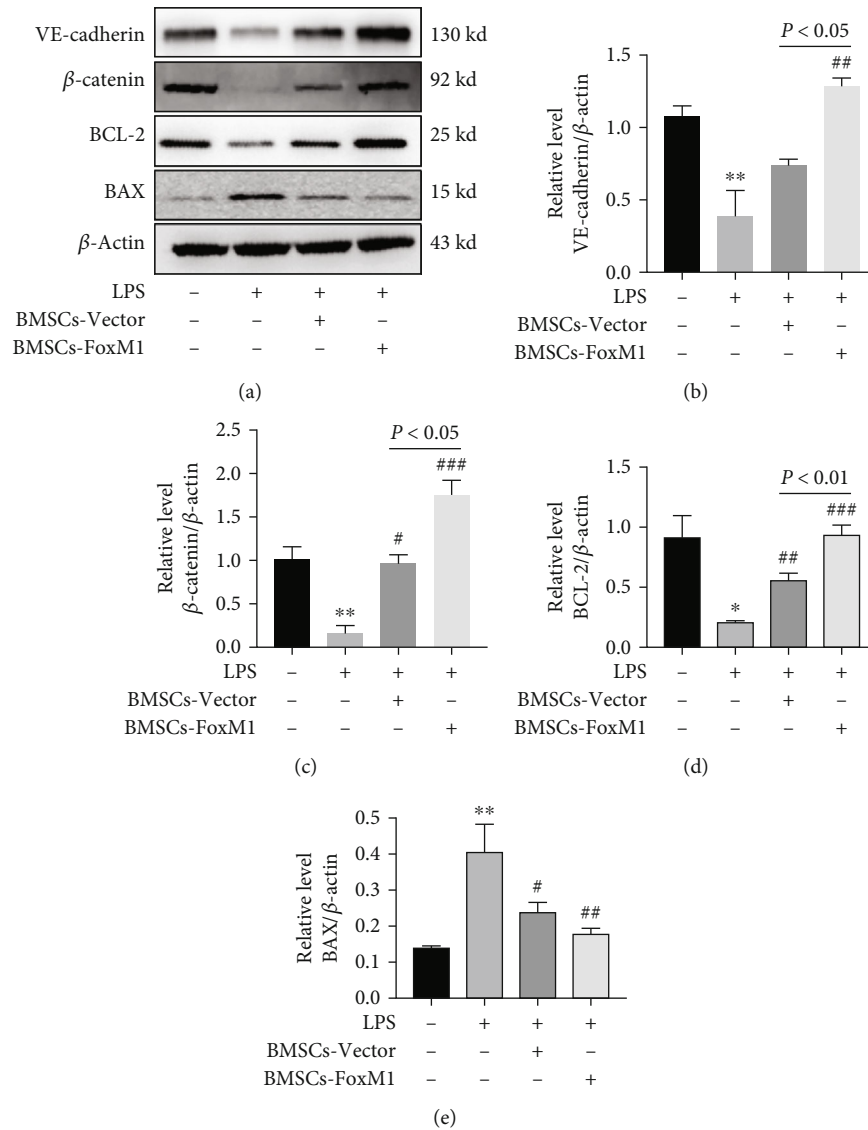 VE-cadherin 130 kd
β-catenin 92 kd
BCL-2 25 kd
BAX 15 kd
β-Actin 43 kd
LPS – + + +
BMSCs-Vector – – + –
BMSCs-FoxM1 – – – +
(a)
P < 0.05
##
**
1.5
1.0
0.5
0.0
Relative level
VE-cadherin/β-actin
LPS – + + +
BMSCs-Vector – – + –
BMSCs-FoxM1 – – – +
(b)
P < 0.05
###
#
**
2.5
2.0
1.5
1.0
0.5
0.0
Relative level
β-catenin/β-actin
LPS – + + +
BMSCs-Vector – – + –
BMSCs-FoxM1 – – – +
(c)
P < 0.01
###
##
*
1.5
1.0
0.5
0.0
Relative level
BCL-2/β-actin
LPS – + + +
BMSCs-Vector – – + –
BMSCs-FoxM1 – – – +
(d)
**
#
##
0.5
0.4
0.3
0.2
0.1
0.0
Relative level
BAX/β-actin
LPS – + + +
BMSCs-Vector – – + –
BMSCs-FoxM1 – – – +
(e)